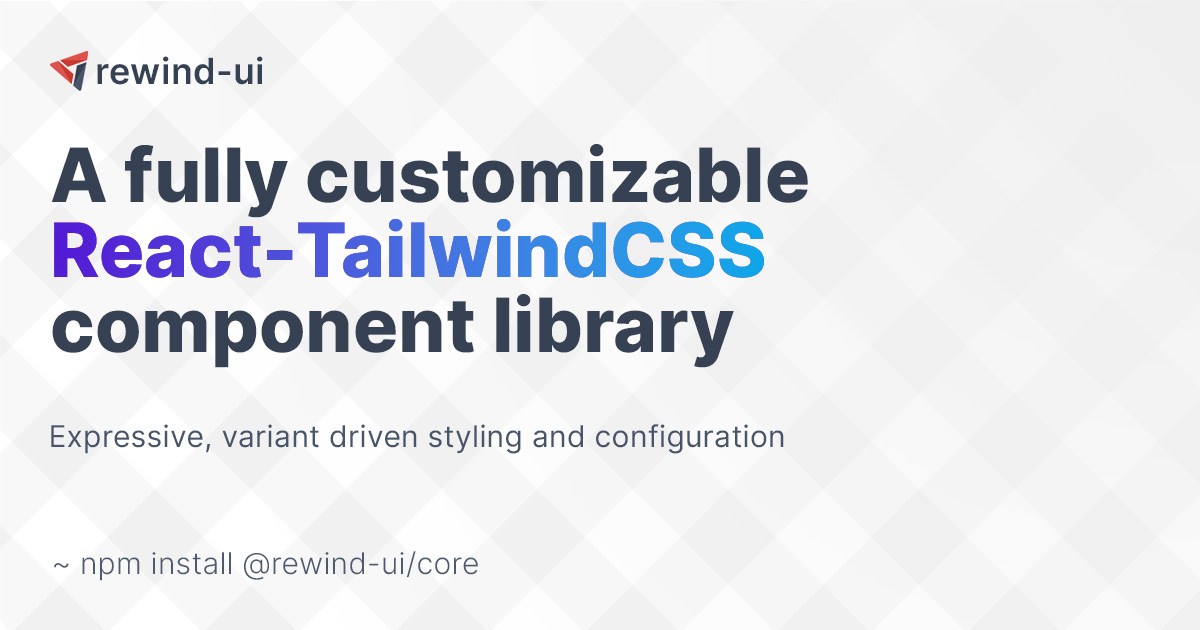 rewind-ui
A fully customizable
React-TailwindCSS
component library
Expressive, variant driven styling and configuration
~ npm install @rewind-ui/core